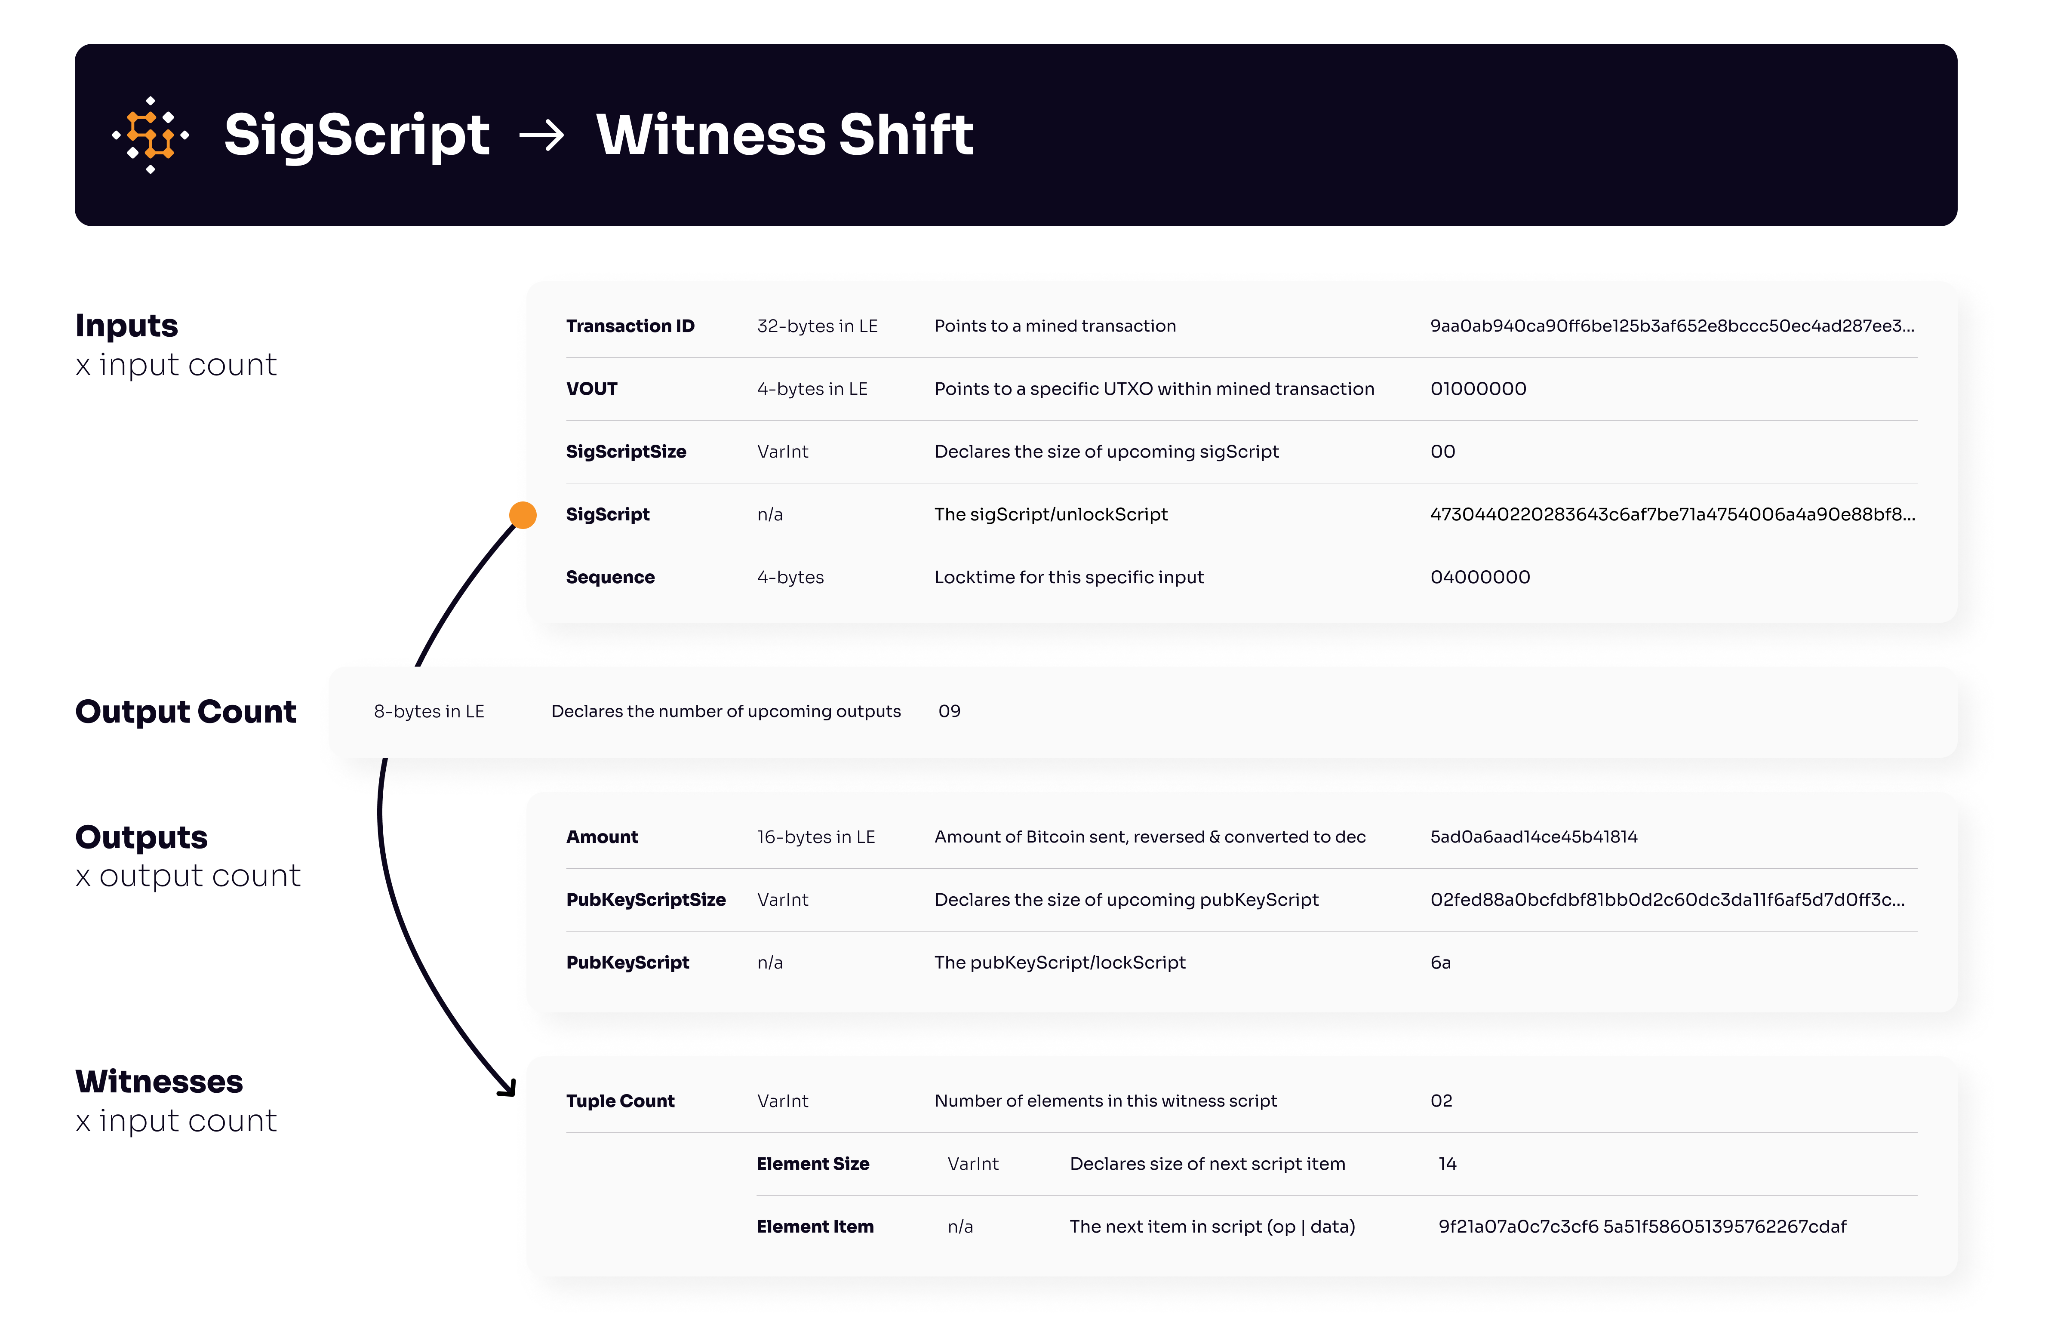 SigScript → Witness Shift
Inputs
x input count
Transaction ID 32-bytes in LE Points to a mined transaction 9aa0ab940ca90ff6be125b3af652e8bccc50ec4ad287ee3...
VOUT 4-bytes in LE Points to a specific UTXO within mined transaction 01000000
SigScriptSize VarInt Declares the size of upcoming sigScript 00
SigScript n/a The sigScript/unlockScript 4730440220283643c6af7be71a4754006a4a90e88bf8...
Sequence 4-bytes Locktime for this specific input 04000000
Output Count 8-bytes in LE Declares the number of upcoming outputs 09
Outputs
x output count
Amount 16-bytes in LE Amount of Bitcoin sent, reversed & converted to dec 5ad0a6aad14ce45b41814
PubKeyScriptSize VarInt Declares the size of upcoming pubKeyScript 02fed88a0bcfdbf81bb0d2c60dc3da11f6af5d7d0ff3c...
PubKeyScript n/a The pubKeyScript/lockScript 6a
Witnesses
x input count
Tuple Count VarInt Number of elements in this witness script 02
Element Size VarInt Declares size of next script item 14
Element Item n/a The next item in script (op | data) 9f21a07a0c7c3cf6 5a51f586051395762267cdaf